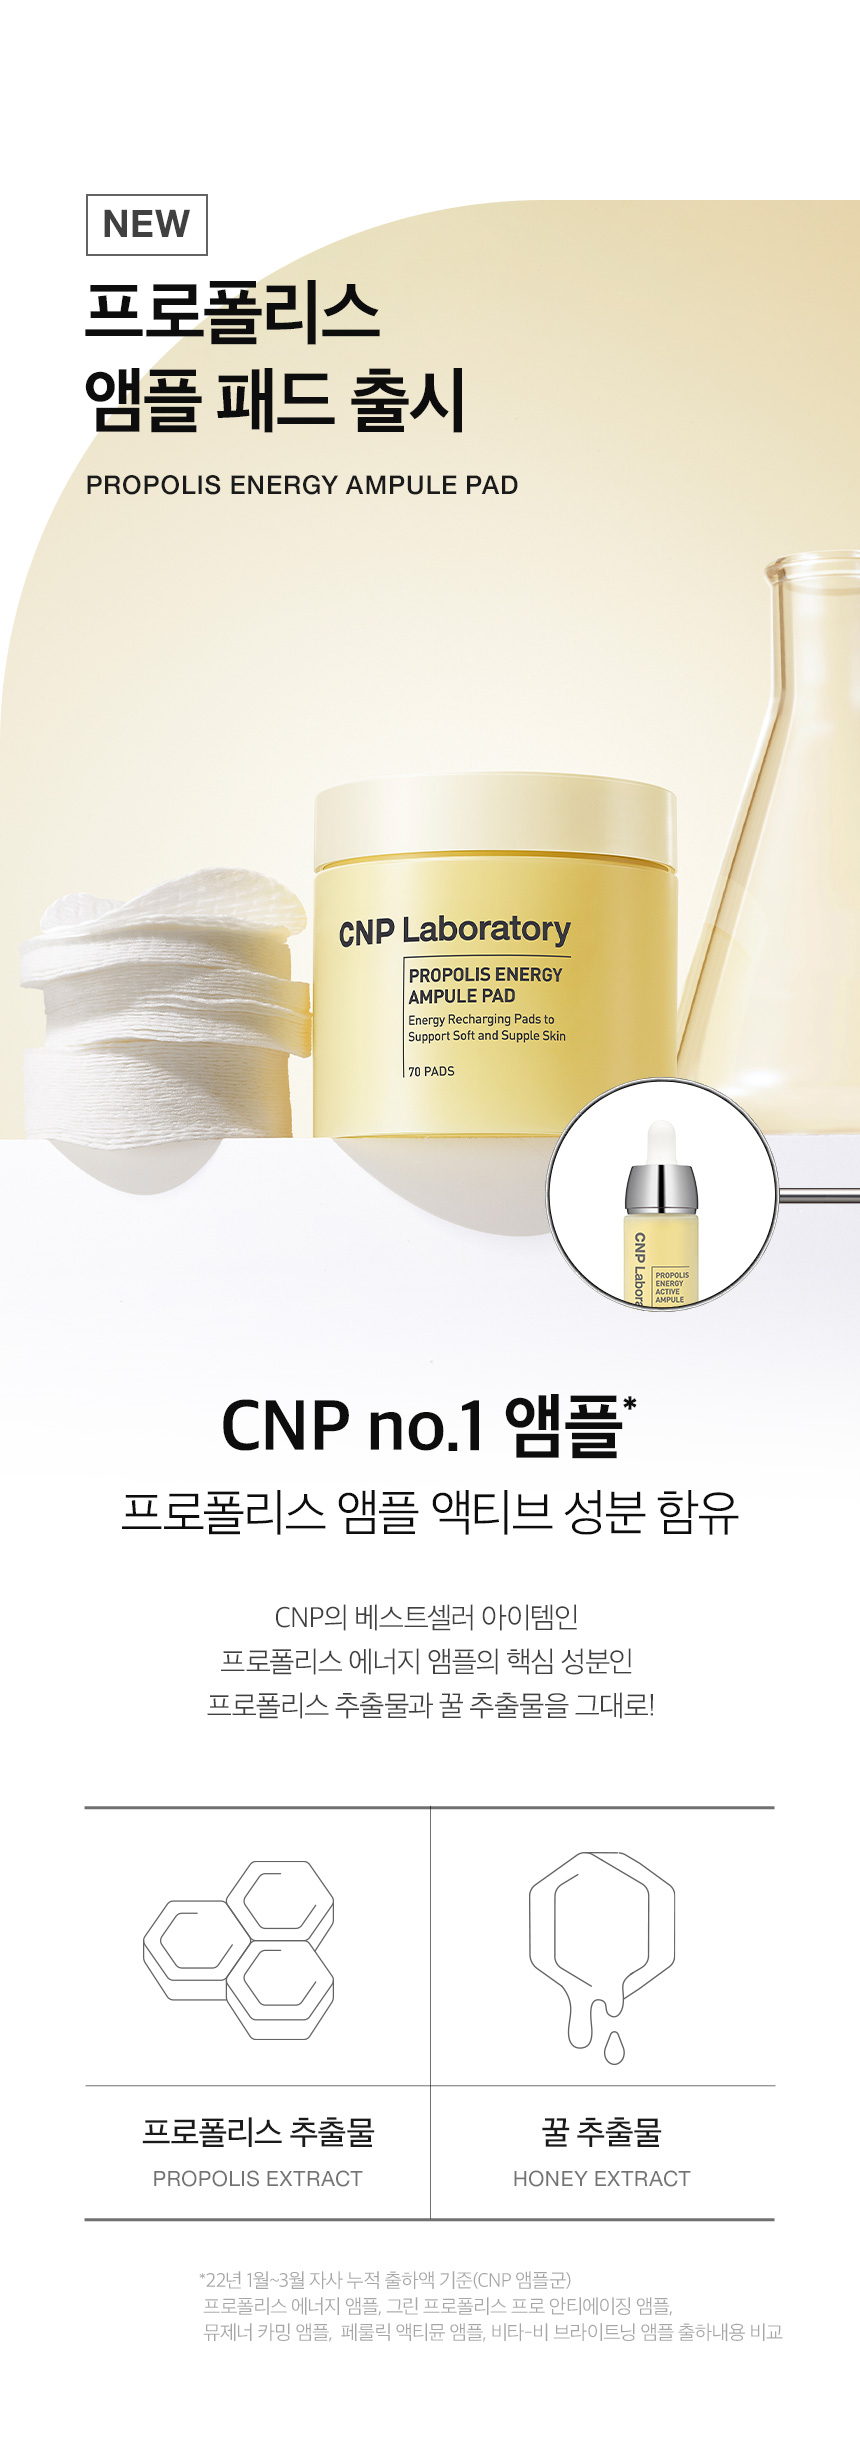 NEW
프로폴리스
앰플 패드 출시
PROPOLIS ENERGY AMPULE PAD
CNP Laboratory
PROPOLIS ENERGY
AMPULE PAD
Energy Recharging Pads to
Support Soft and Supple Skin
70 PADS
CNP Labora
PROPOLIS
ENERGY
ACTIVE
AMPULE
CNP no.1 앰플*
프로폴리스 앰플 액티브 성분 함유
CNP의 베스트셀러 아이템인
프로폴리스 에너지 앰플의 핵심 성분인
프로폴리스 추출물과 꿀 추출물을 그대로!
프로폴리스 추출물
PROPOLIS EXTRACT
꿀 추출물
HONEY EXTRACT
*22년 1월~3월 자사 누적 출하액 기준(CNP 앰플군)
프로폴리스 에너지 앰플, 그린 프로폴리스 프로 안티에이징 앰플,
뮤제너 카밍 앰플, 페룰릭 액티뮨 앰플, 비타-비 브라이트닝 앰플 출하내용 비교